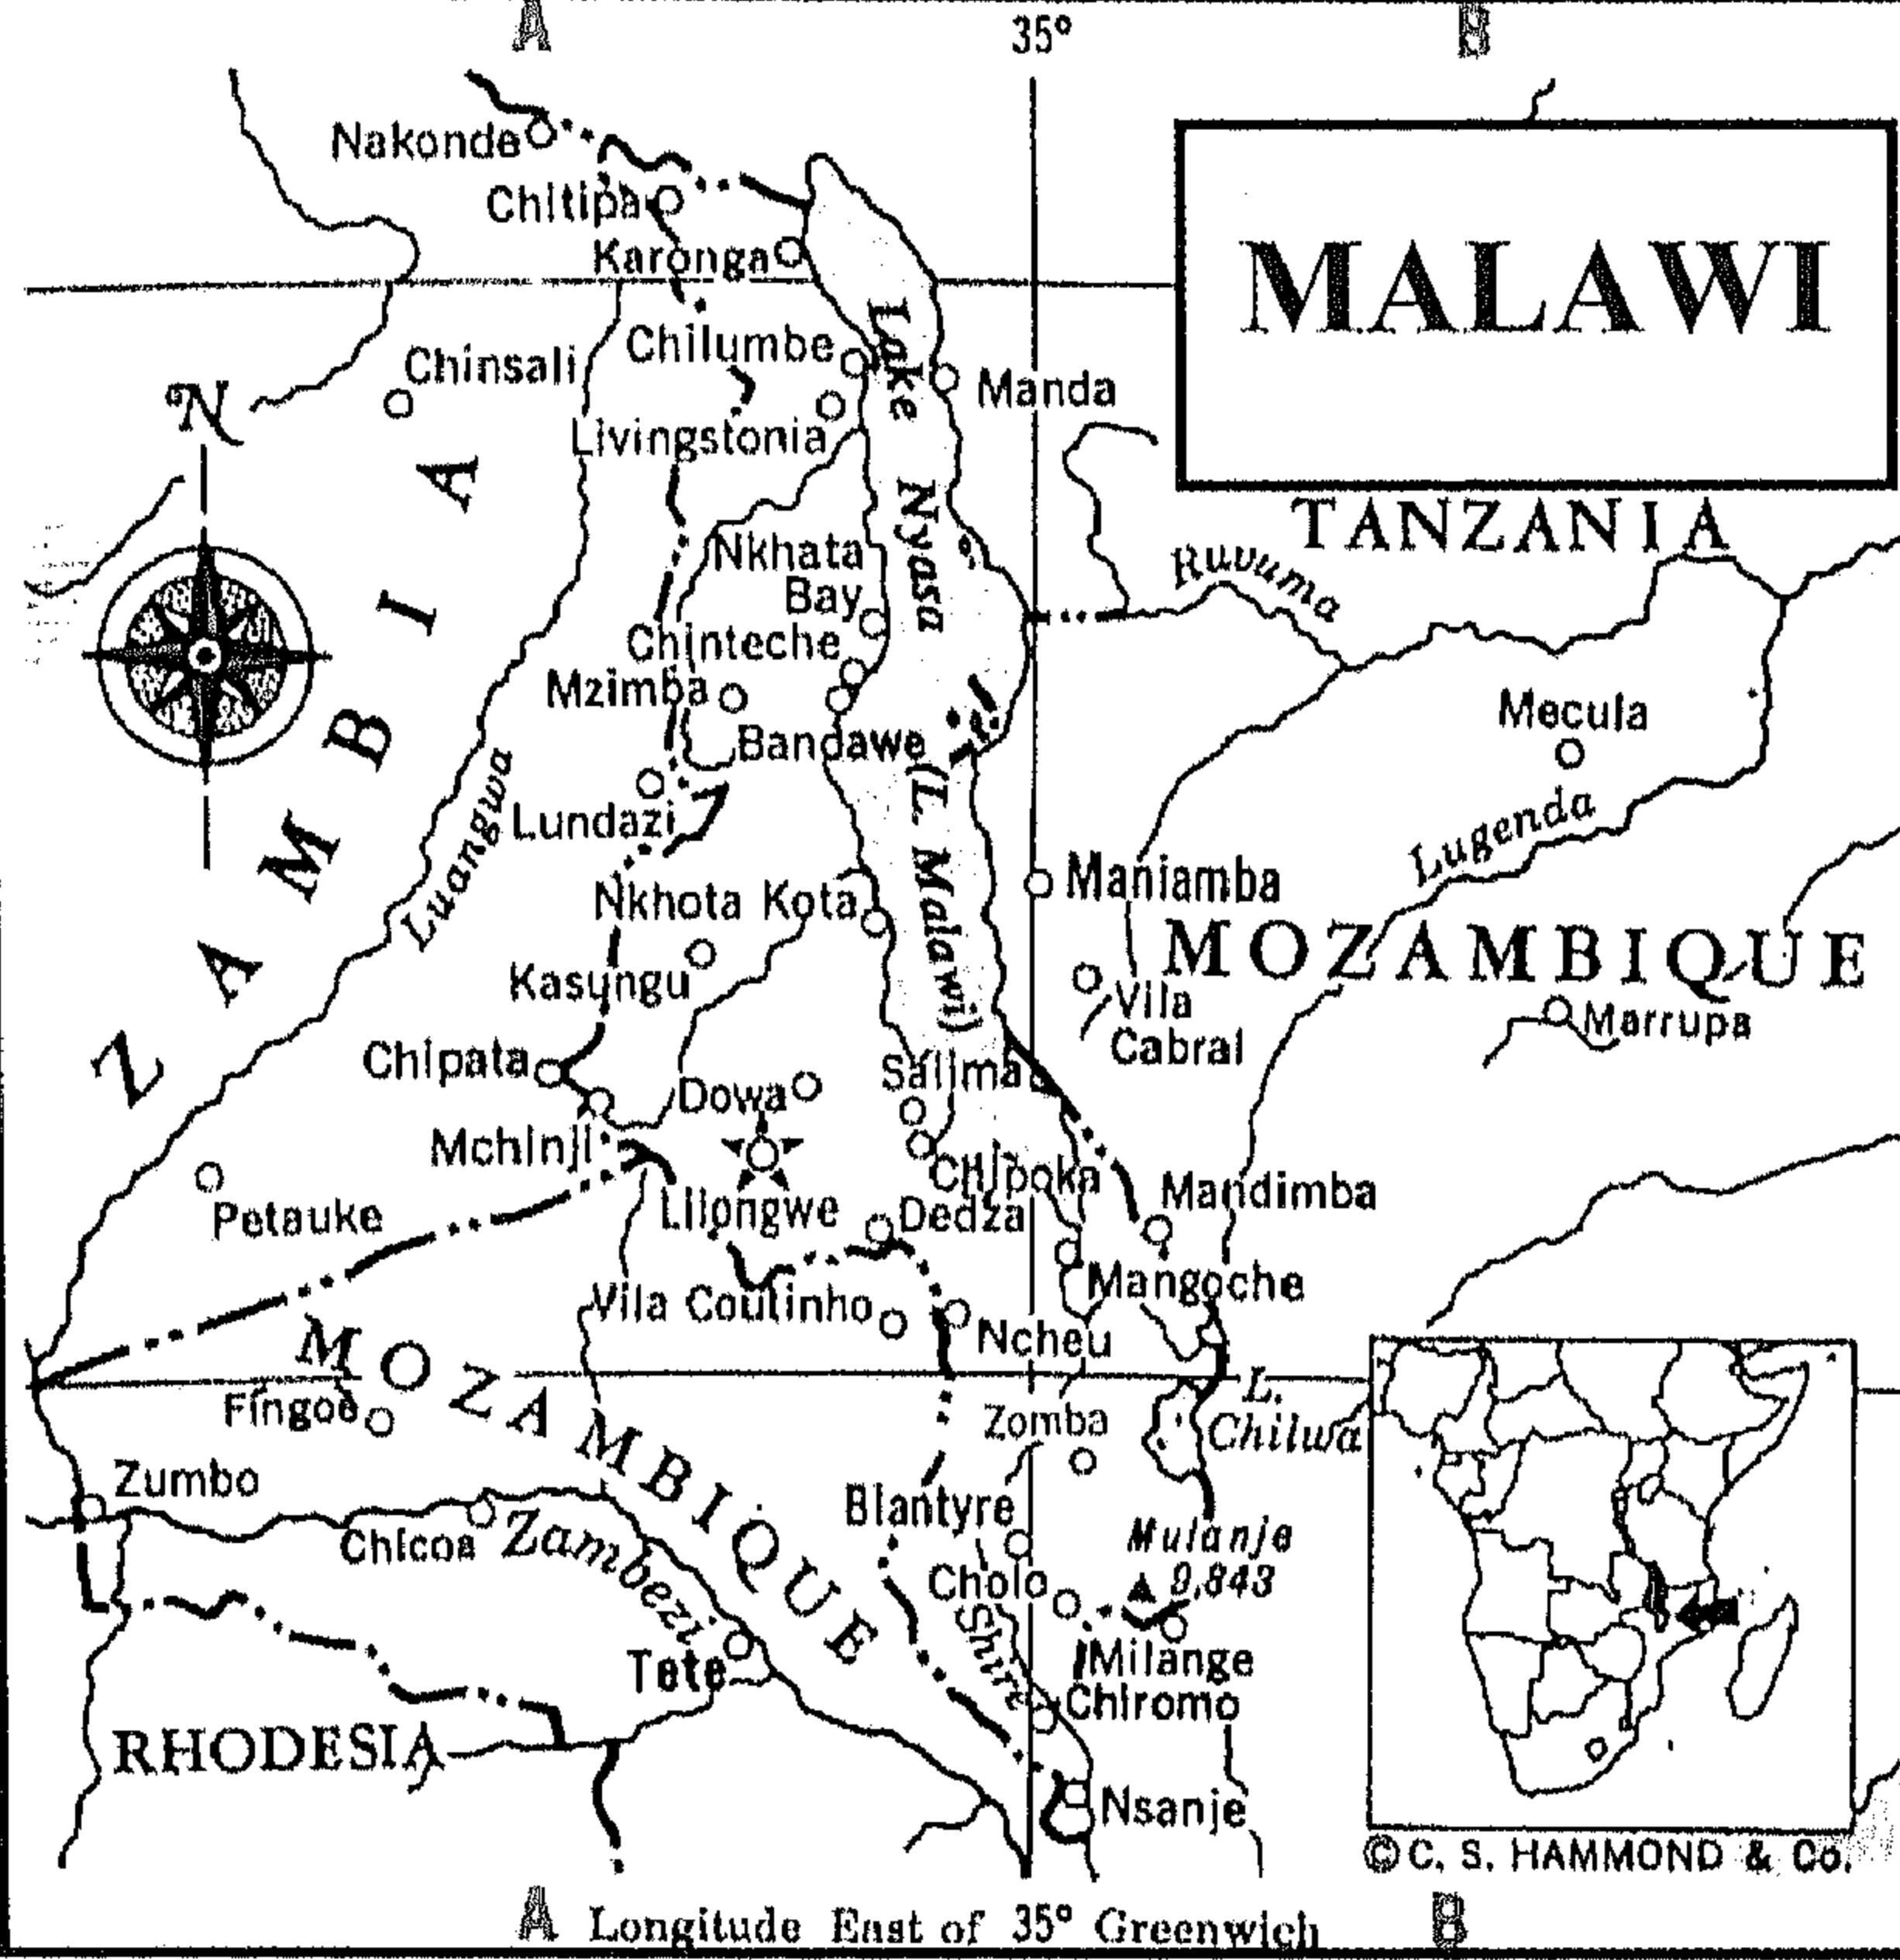 A
35°
B
Nakonde
Chitipa
Karonga
MALAWI
Lake Nyasa (L. Malawi)
Chilumbe
Chinsali
Manda
N
Livingstonia
ZAMBIA
TANZANIA
Nkhata
Bay
Ruvuma
Chinteche
Mzimba
Mecula
Bandawe
Luangwa
Lundazi
Lugenda
Maniamba
Nkhota Kota
MOZAMBIQUE
Kasungu
Vila
Cabral
Marrupa
Chipata
Salima
Dowa
Mchinji
Chipoka
Mandimba
Petauke
Lilongwe
Dedza
Mangoche
Vila Coutinho
Ncheu
MOZAMBIQUE
L.
Chilwa
Fingoè
Zomba
Zumbo
Blantyre
Chicoa
Zambezi
Mulanje
9,843
Cholo
Shire
Milange
Tete
Chiromo
RHODESIA
Nsanje
© C. S. HAMMOND & Co.
A
Longitude East of 35° Greenwich
B